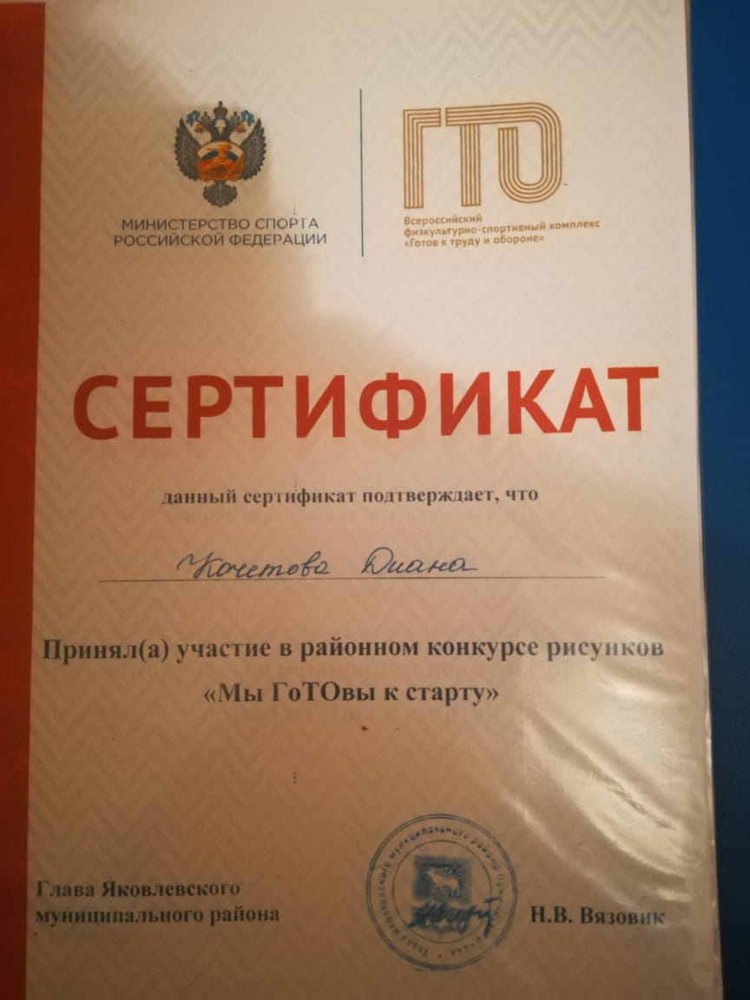 МИНИСТЕРСТВО СПОРТА
РОССИЙСКОЙ ФЕДЕРАЦИИ
ГТО
Всероссийский
физкультурно-спортивный комплекс
«Готов к труду и обороне»
СЕРТИФИКАТ
данный сертификат подтверждает, что
Кочетова Диана
Принял(а) участие в районном конкурсе рисунков
«Мы ГоТОвы к старту»
Глава Яковлевского
муниципального района
Н.В. Вязовик